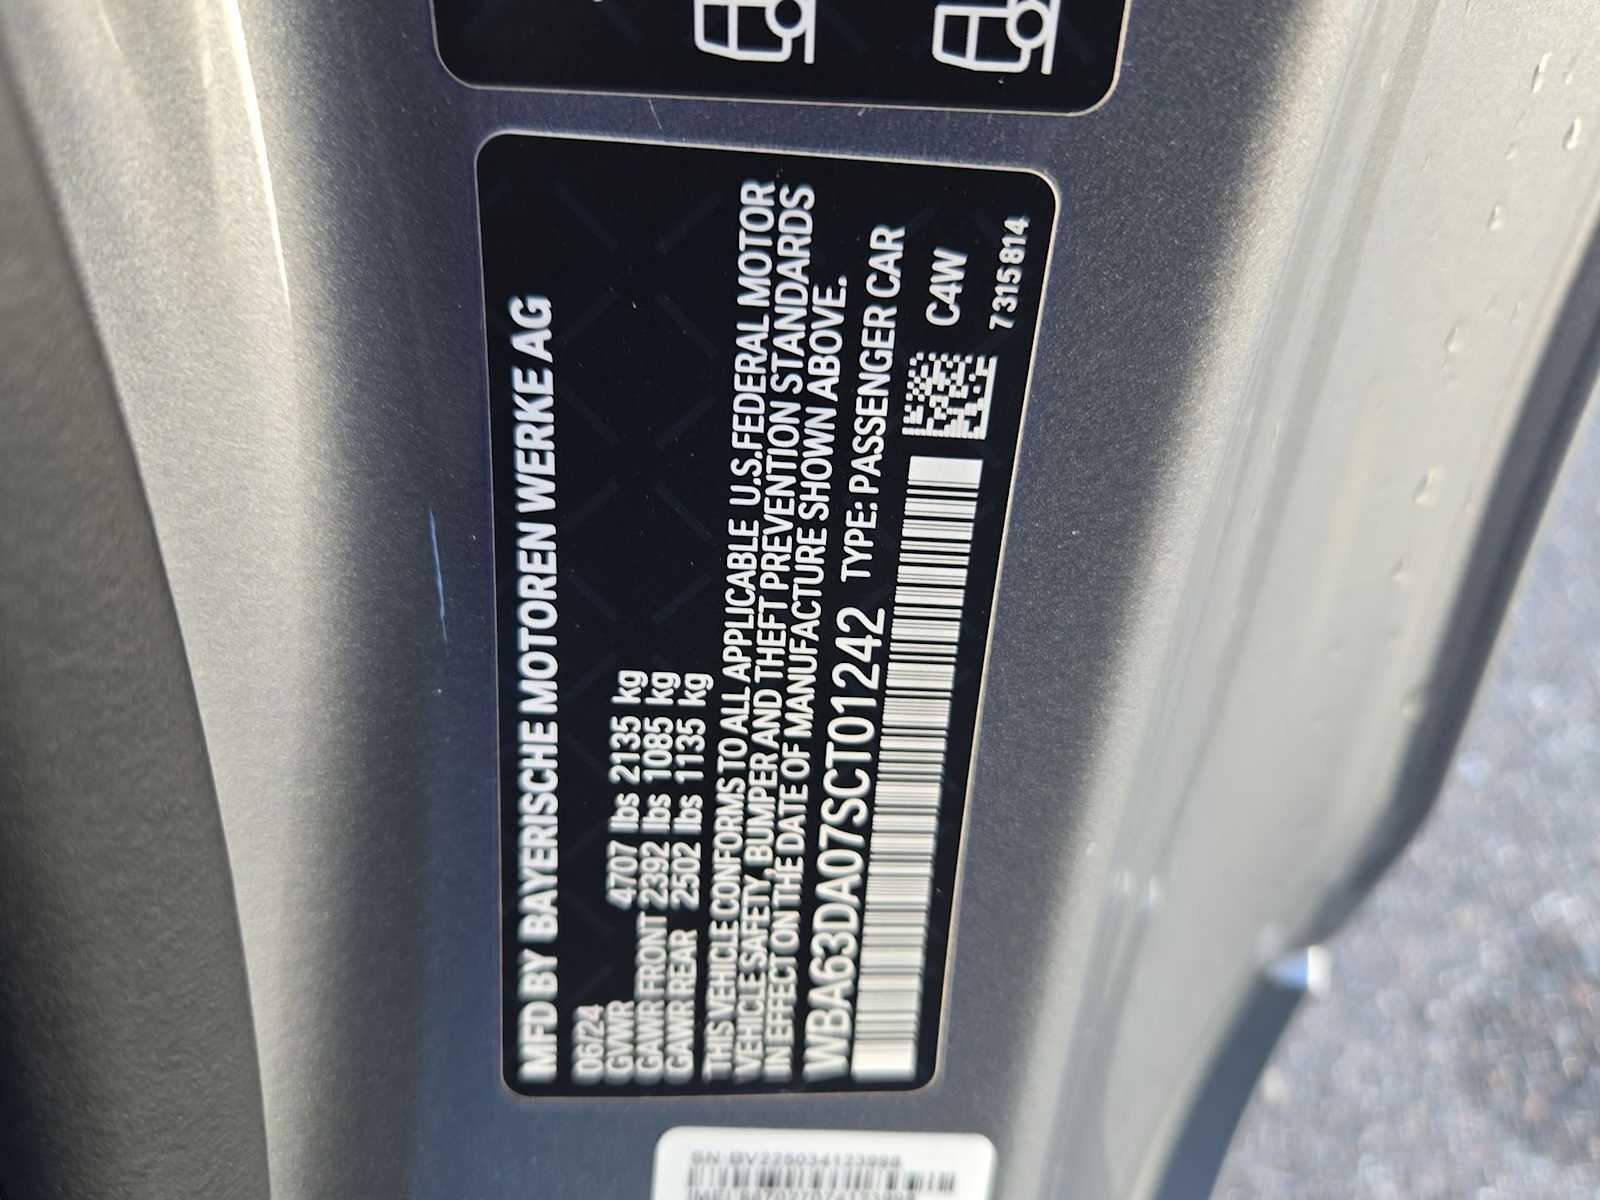 MFD BY BAYERISCHE MOTOREN WERKE AG
06/24
GVWR 4707 lbs 2135 kg
GAWR FRONT 2392 lbs 1085 kg
GAWR REAR 2502 lbs 1135 kg
THIS VEHICLE CONFORMS TO ALL APPLICABLE U.S.FEDERAL MOTOR
VEHICLE SAFETY, BUMPER AND THEFT PREVENTION STANDARDS
IN EFFECT ON THE DATE OF MANUFACTURE SHOWN ABOVE.
WBA63DA07SCT01242 TYPE: PASSENGER CAR
C4W
7315814
SN:BV225034123998